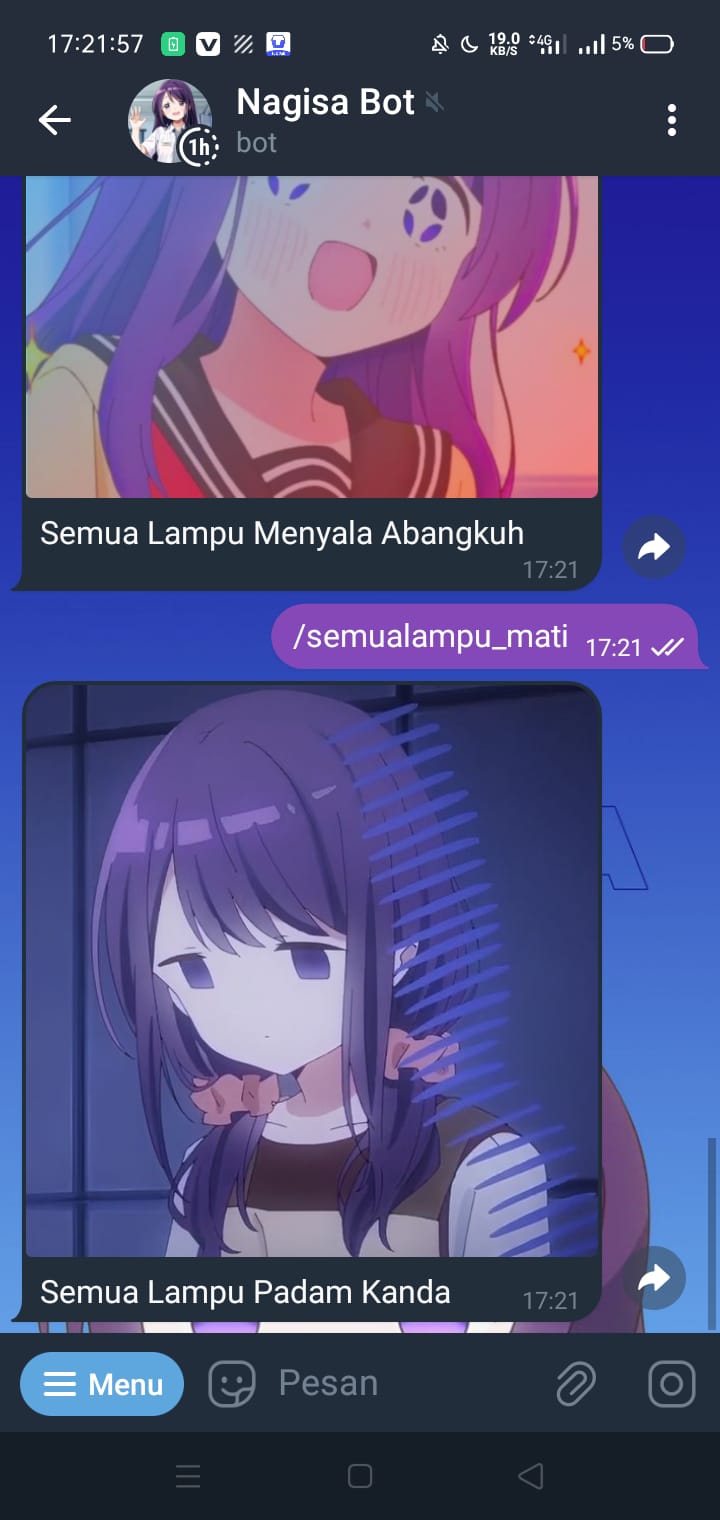 17:21:57
19.0
KB/S
4G
5%
Nagisa Bot
1h
bot
Semua Lampu Menyala Abangkuh
17:21
/semualampu_mati 17:21
Semua Lampu Padam Kanda
17:21
Menu
Pesan